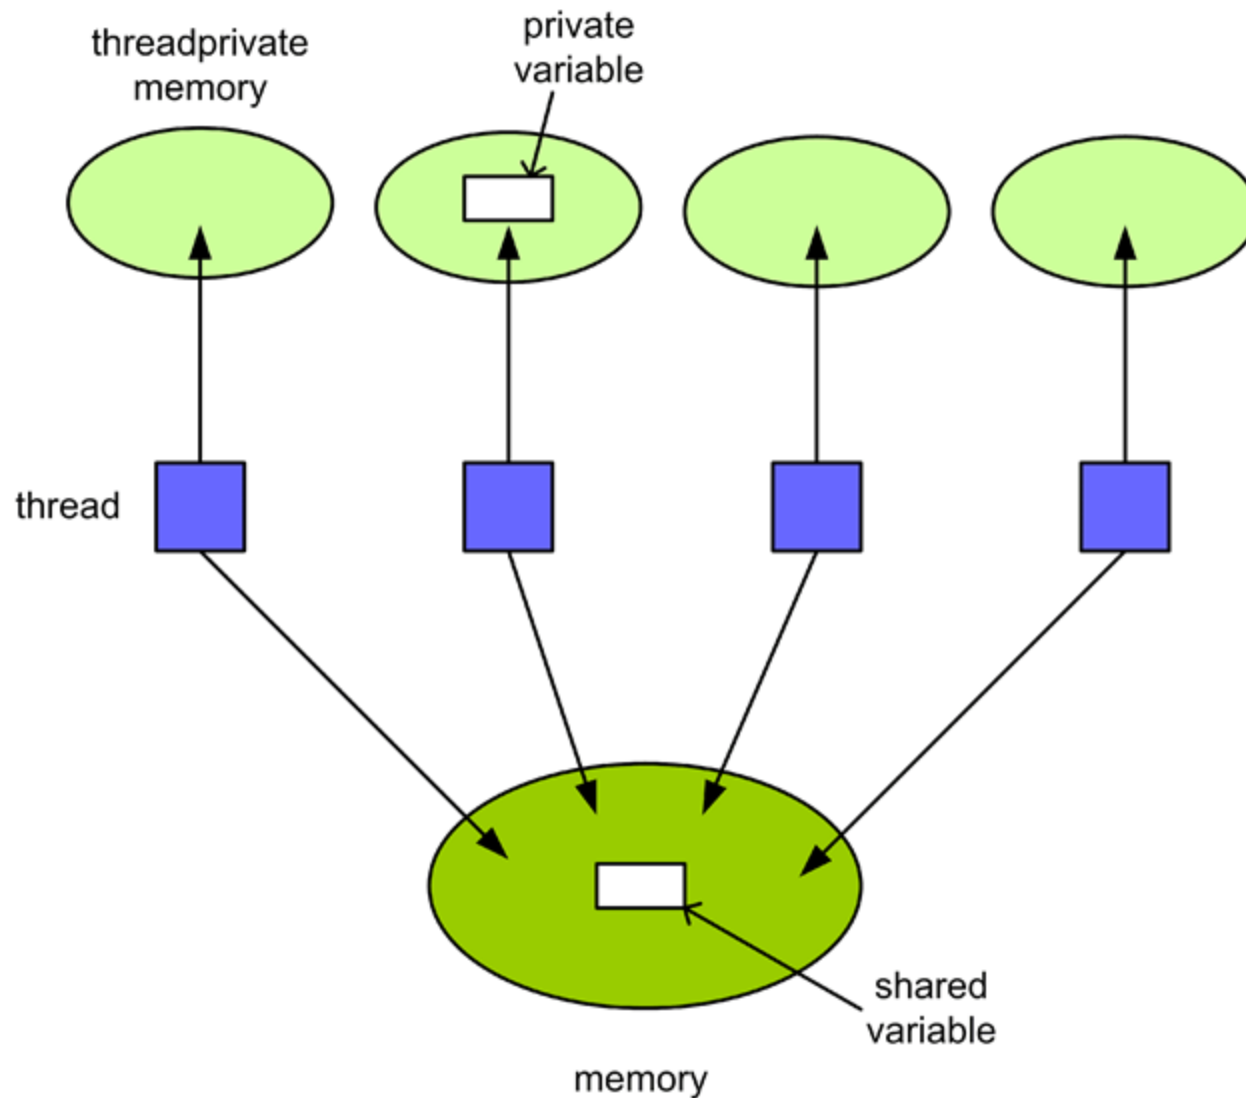 threadprivate
memory
private
variable
thread
shared
variable
memory